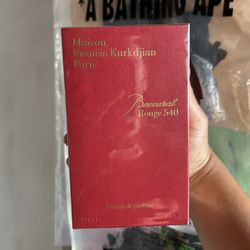 *A BATHING APE
Maison
Francis Kurkdjian
Paris
Baccarat
Rouge 540
Extrait de parfum